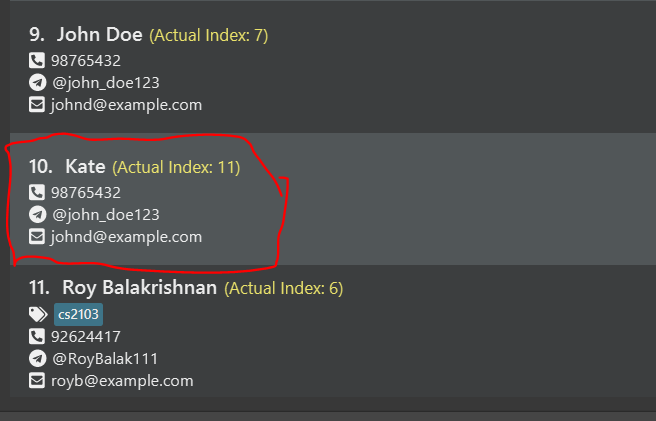 9. John Doe (Actual Index: 7)
98765432
@john_doe123
johnd@example.com
10. Kate (Actual Index: 11)
98765432
@john_doe123
johnd@example.com
11. Roy Balakrishnan (Actual Index: 6)
cs2103
92624417
@RoyBalak111
royb@example.com